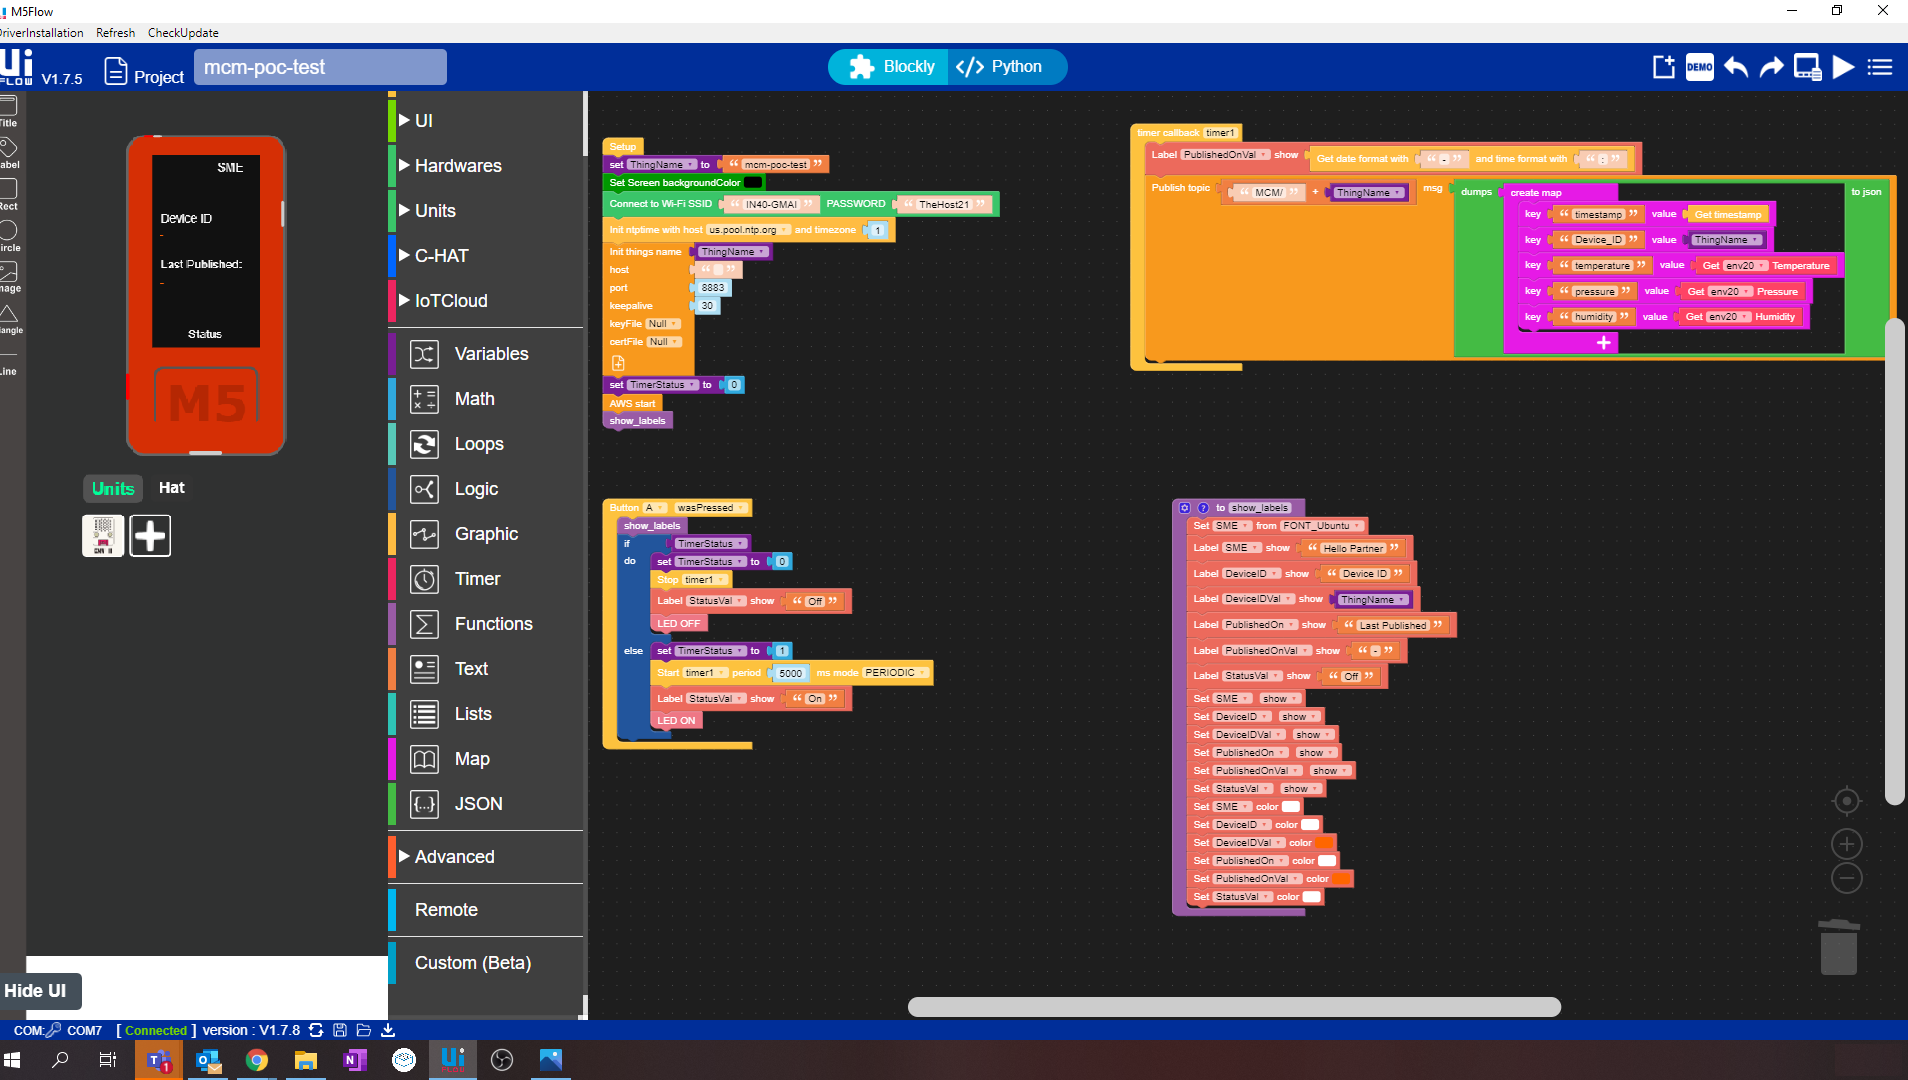 M5Flow
DriverInstallation Refresh CheckUpdate
Ui FLOW V1.7.5 Project mcm-poc-test Blockly </> Python DEMO
Title
Label
Rect
Circle
Image
Triangle
Line
SME
Device ID
-
Last Published:
-
Status
M5
Units Hat
ENV II
Hide UI
UI
Hardwares
Units
C-HAT
IoTCloud
Variables
Math
Loops
Logic
Graphic
Timer
Functions
Text
Lists
Map
JSON
Advanced
Remote
Custom (Beta)
Setup
set ThingName to “ mcm-poc-test ”
Set Screen backgroundColor
Connect to Wi-Fi SSID “ IN40-GMAI ” PASSWORD “ TheHost21 ”
Init ntptime with host us.pool.ntp.org and timezone 1
Init things name ThingName
host “ ”
port 8883
keepalive 30
keyFile Null
certFile Null
set TimerStatus to 0
AWS start
show_labels
timer callback timer1
Label PublishedOnVal show Get date format with “ - ” and time format with “ : ”
Publish topic “ MCM/ ” + ThingName msg dumps create map to json
key “ timestamp ” value Get timestamp
key “ Device_ID ” value ThingName
key “ temperature ” value Get env20 Temperature
key “ pressure ” value Get env20 Pressure
key “ humidity ” value Get env20 Humidity
+
Button A wasPressed
show_labels
if TimerStatus
do set TimerStatus to 0
Stop timer1
Label StatusVal show “ Off ”
LED OFF
else set TimerStatus to 1
Start timer1 period 5000 ms mode PERIODIC
Label StatusVal show “ On ”
LED ON
? to show_labels
Set SME from FONT_Ubuntu
Label SME show “ Hello Partner ”
Label DeviceID show “ Device ID ”
Label DeviceIDVal show ThingName
Label PublishedOn show “ Last Published ”
Label PublishedOnVal show “ - ”
Label StatusVal show “ Off ”
Set SME show
Set DeviceID show
Set DeviceIDVal show
Set PublishedOn show
Set PublishedOnVal show
Set StatusVal show
Set SME color
Set DeviceID color
Set DeviceIDVal color
Set PublishedOn color
Set PublishedOnVal color
Set StatusVal color
COM: COM7 [ Connected ] version : V1.7.8
T 1 N Ui FLOW